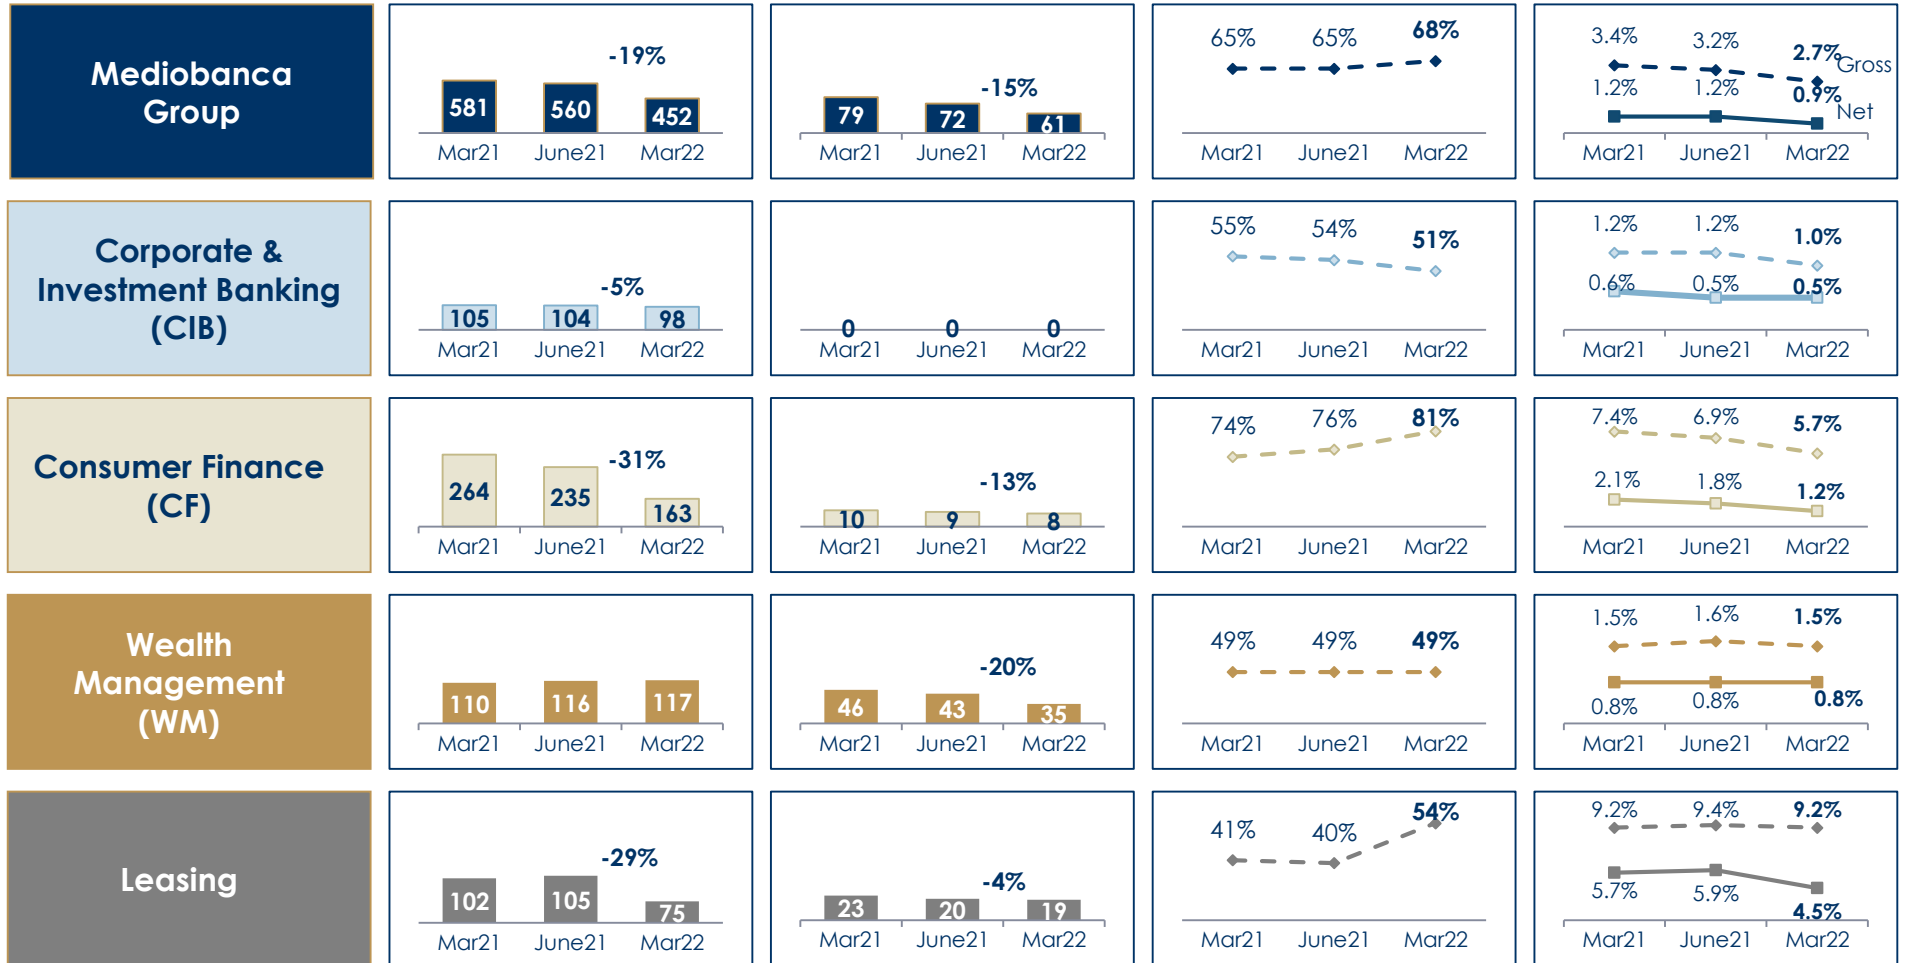 Mediobanca
Group
-19%
581
560
452
Mar21 June21 Mar22
-15%
79
72
61
Mar21 June21 Mar22
65% 65% 68%
Mar21 June21 Mar22
3.4% 3.2% 2.7% Gross
1.2% 1.2% 0.9% Net
Mar21 June21 Mar22
Corporate &
Investment Banking
(CIB)
-5%
105 104 98
Mar21 June21 Mar22
0 0 0
Mar21 June21 Mar22
55% 54% 51%
Mar21 June21 Mar22
1.2% 1.2% 1.0%
0.6% 0.5% 0.5%
Mar21 June21 Mar22
Consumer Finance
(CF)
-31%
264 235 163
Mar21 June21 Mar22
-13%
10 9 8
Mar21 June21 Mar22
74% 76% 81%
Mar21 June21 Mar22
7.4% 6.9% 5.7%
2.1% 1.8% 1.2%
Mar21 June21 Mar22
Wealth
Management
(WM)
110 116 117
Mar21 June21 Mar22
-20%
46 43 35
Mar21 June21 Mar22
49% 49% 49%
Mar21 June21 Mar22
1.5% 1.6% 1.5%
0.8% 0.8% 0.8%
Mar21 June21 Mar22
Leasing
-29%
102 105 75
Mar21 June21 Mar22
-4%
23 20 19
Mar21 June21 Mar22
41% 40% 54%
Mar21 June21 Mar22
9.2% 9.4% 9.2%
5.7% 5.9% 4.5%
Mar21 June21 Mar22